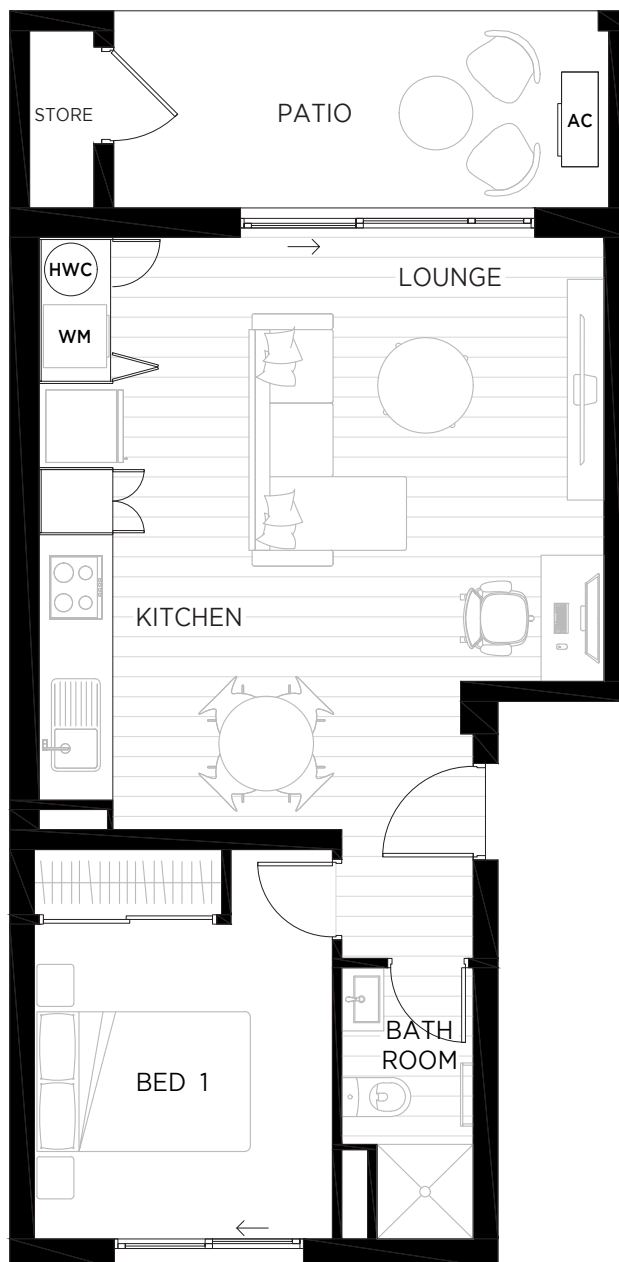 STORE
PATIO
AC
HWC
LOUNGE
WM
KITCHEN
BATH
ROOM
BED 1